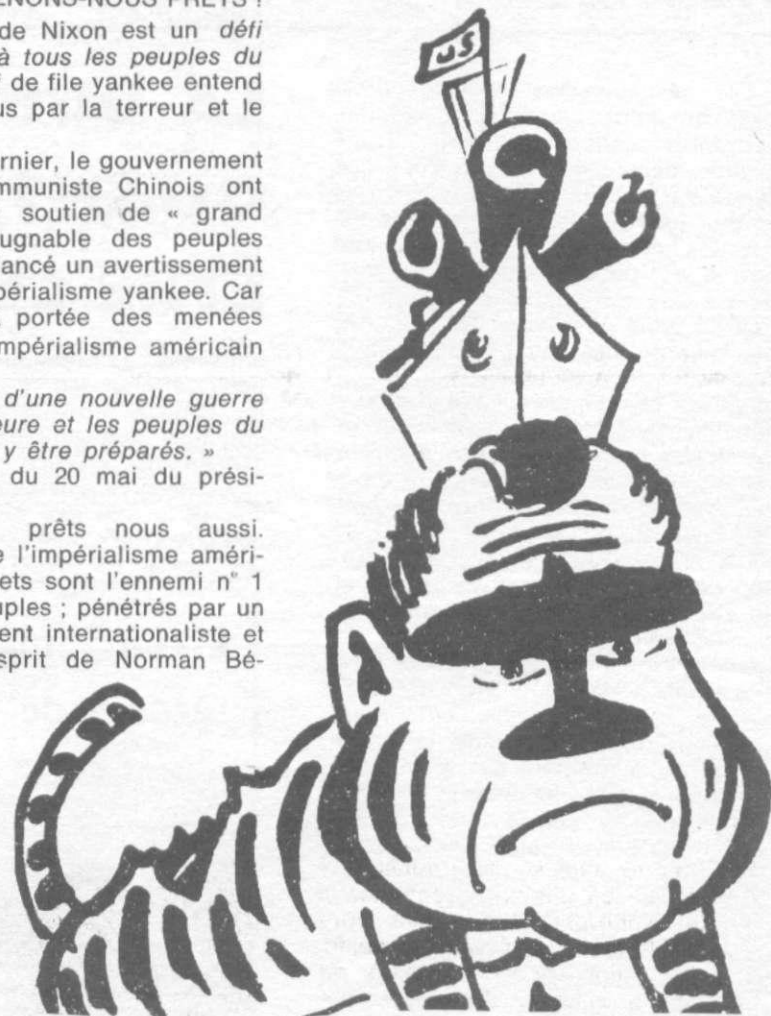 NONS-NOUS PRETS !
de Nixon est un défi
à tous les peuples du
de file yankee entend
us par la terreur et le
rnier, le gouvernement
mmuniste Chinois ont
soutien de « grand
ugnable des peuples
ancé un avertissement
périalisme yankee. Car
portée des menées
impérialisme américain
d'une nouvelle guerre
eure et les peuples du
y être préparés. »
du 20 mai du prési-
prêts nous aussi.
e l'impérialisme améri-
ets sont l'ennemi n° 1
uples ; pénétrés par un
ent internationaliste et
sprit de Norman Bé-
US